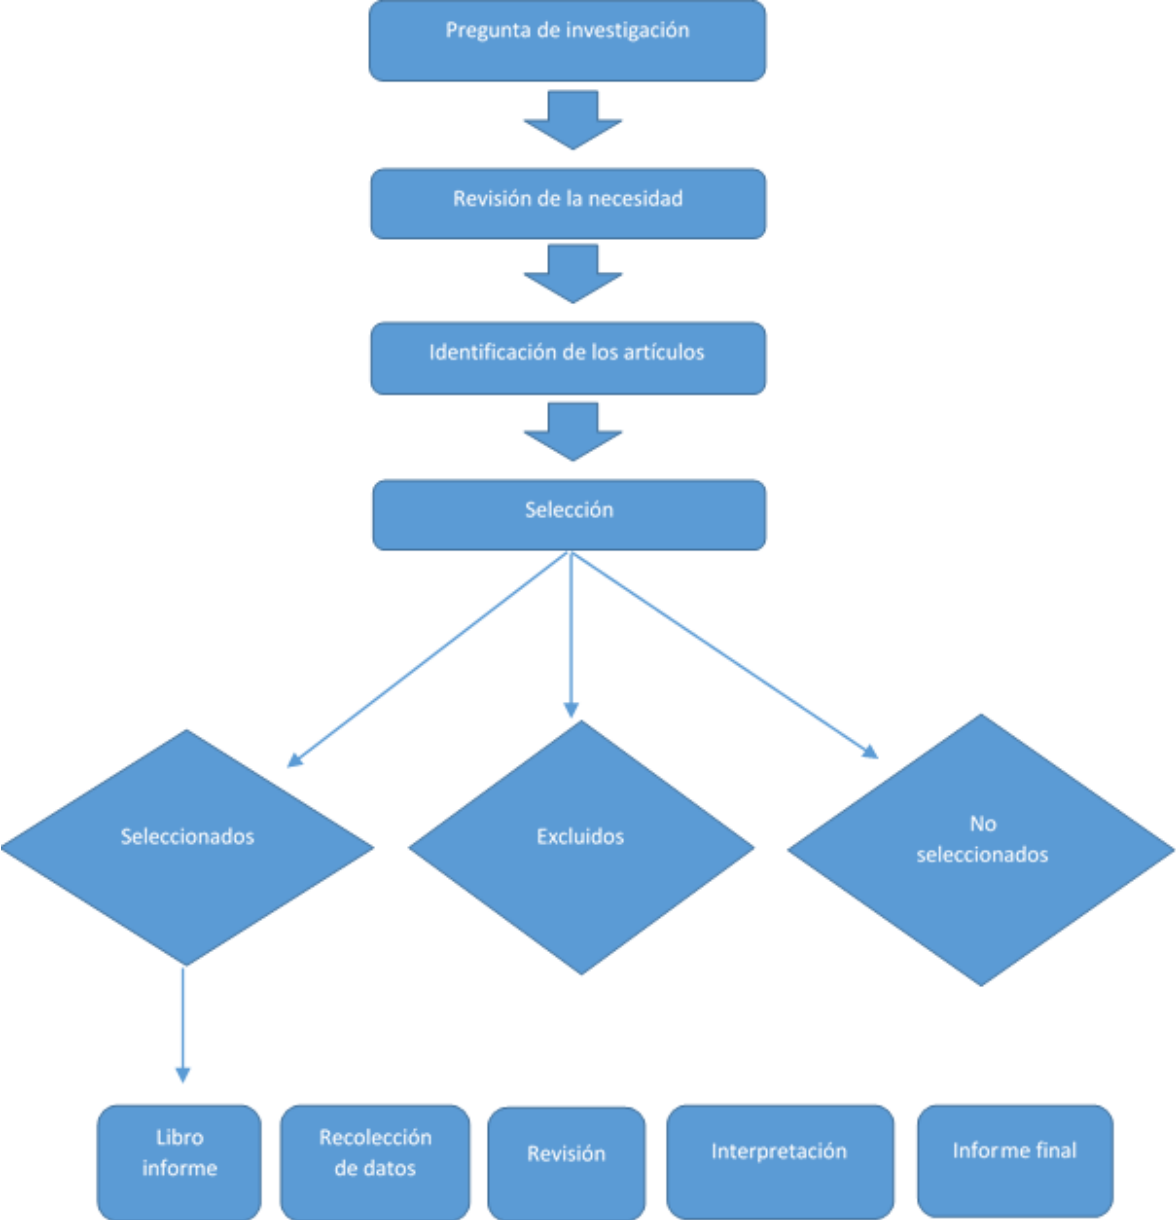 Pregunta de investigación
Revisión de la necesidad
Identificación de los artículos
Selección
Seleccionados
Excluidos
No
seleccionados
Libro
informe
Recolección
de datos
Revisión
Interpretación
Informe final